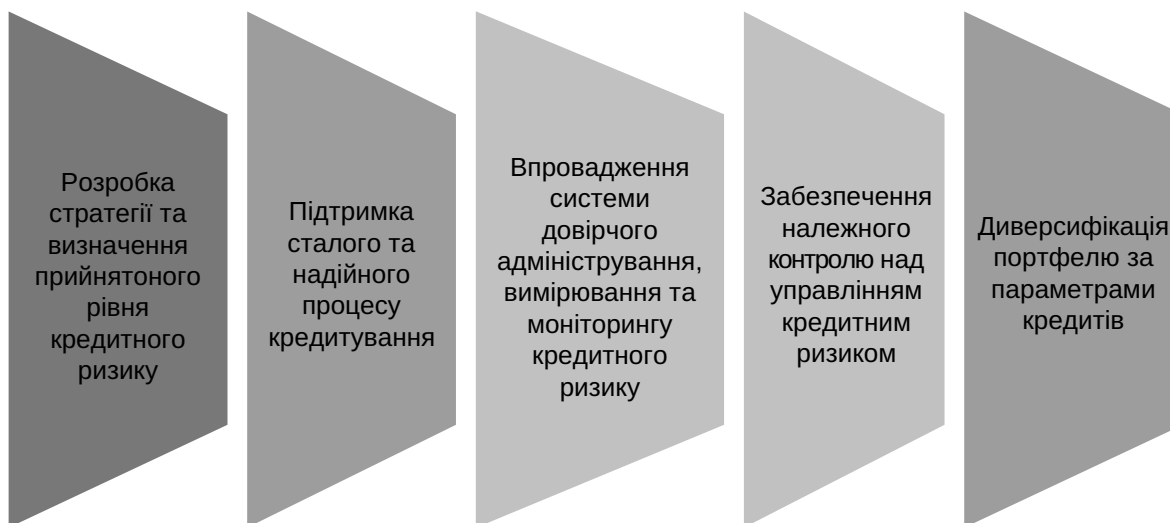 Розробка
стратегії та
визначення
прийнятоного
рівня
кредитного
ризику
Підтримка
сталого та
надійного
процесу
кредитування
Впровадження
системи
довірчого
адміністрування,
вимірювання та
моніторингу
кредитного
ризику
Забезпечення
належного
контролю над
управлінням
кредитним
ризиком
Диверсифікація
портфелю за
параметрами
кредитів